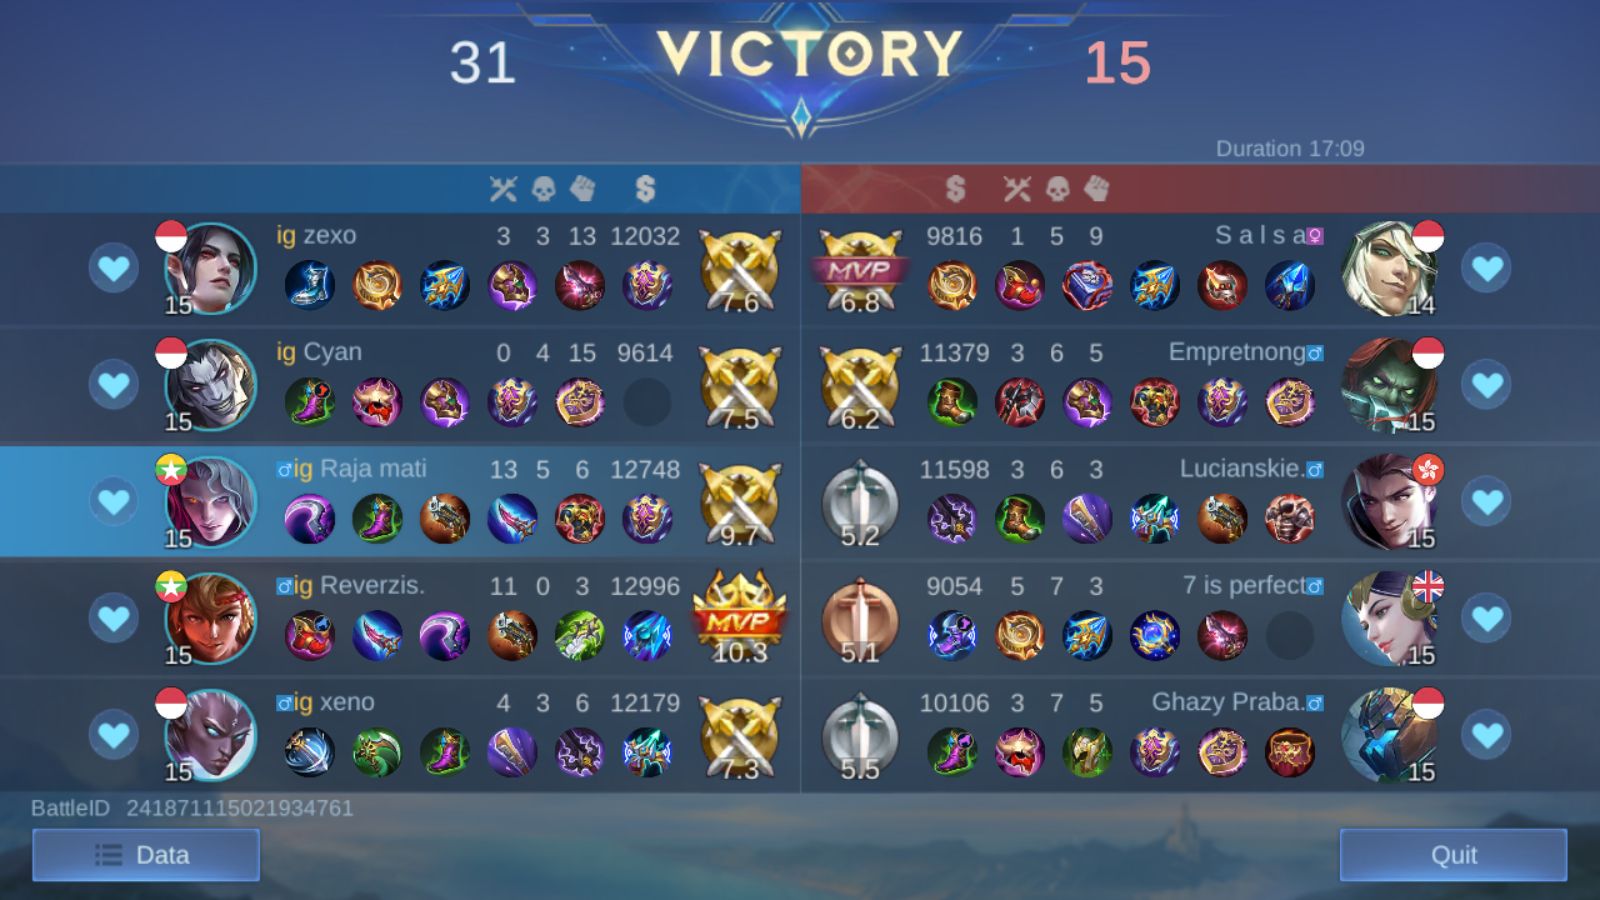 31 VICTORY 15
Duration 17:09
ig zexo 3 3 13 12032
15 7.6
MVP 6.8 9816 1 5 9 S a l s a♀
14
ig Cyan 0 4 15 9614
15 7.5
6.2 11379 3 6 5 Empretnong♂
15
♂ig Raja mati 13 5 6 12748
15 9.7
5.2 11598 3 6 3 Lucianskie.♂
15
♂ig Reverzis. 11 0 3 12996
15 MVP 10.3
5.1 9054 5 7 3 7 is perfect♂
15
♂ig xeno 4 3 6 12179
15 7.3
5.5 10106 3 7 5 Ghazy Praba.♂
15
BattleID 241871115021934761
Data
Quit